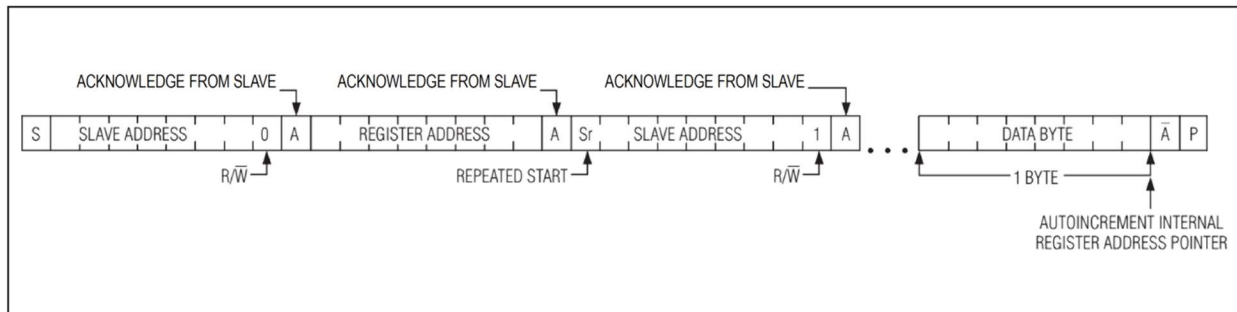 ACKNOWLEDGE FROM SLAVE ACKNOWLEDGE FROM SLAVE ACKNOWLEDGE FROM SLAVE
S SLAVE ADDRESS 0 A REGISTER ADDRESS A Sr SLAVE ADDRESS 1 A ... DATA BYTE A̅ P
R/W̅ REPEATED START R/W̅ 1 BYTE
AUTOINCREMENT INTERNAL
REGISTER ADDRESS POINTER